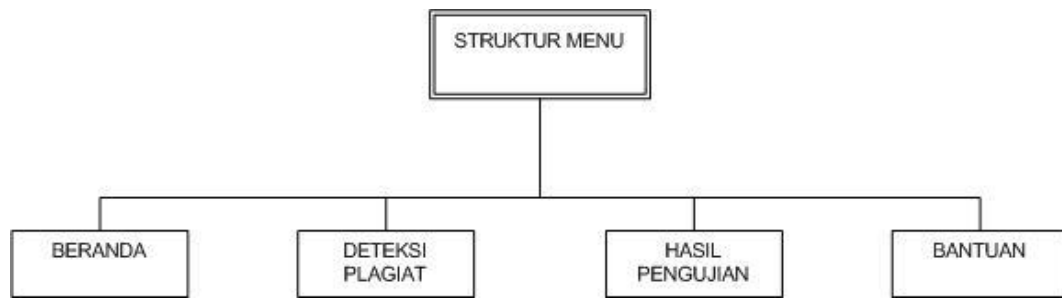 STRUKTUR MENU
BERANDA
DETEKSI
PLAGIAT
HASIL
PENGUJIAN
BANTUAN